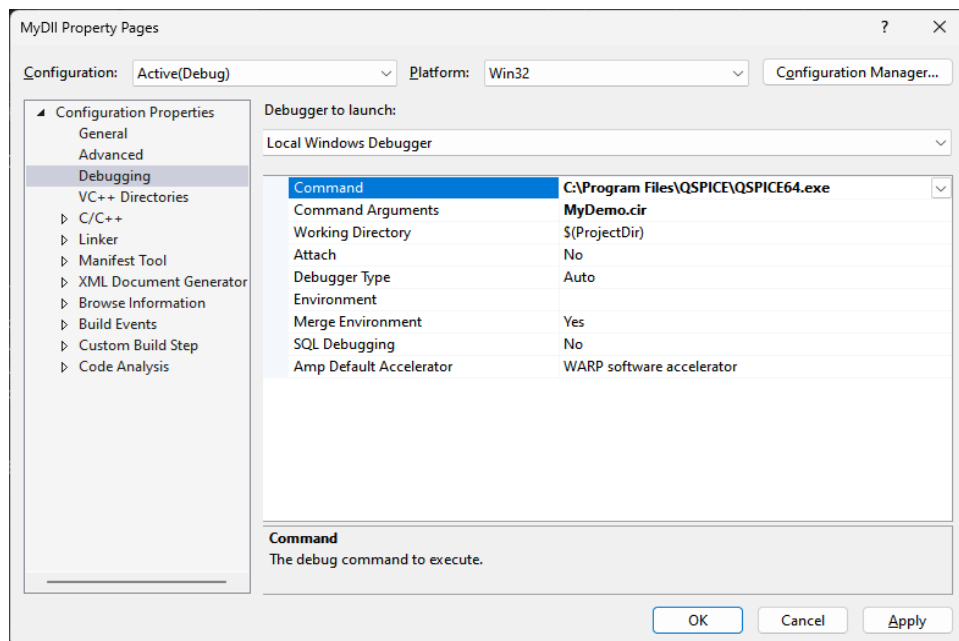 MyDll Property Pages
? ×
Configuration: Active(Debug) Platform: Win32 Configuration Manager...
Configuration Properties
General
Advanced
Debugging
VC++ Directories
C/C++
Linker
Manifest Tool
XML Document Generator
Browse Information
Build Events
Custom Build Step
Code Analysis
Debugger to launch:
Local Windows Debugger
Command C:\Program Files\QSPICE\QSPICE64.exe
Command Arguments MyDemo.cir
Working Directory $(ProjectDir)
Attach No
Debugger Type Auto
Environment
Merge Environment Yes
SQL Debugging No
Amp Default Accelerator WARP software accelerator
Command
The debug command to execute.
OK Cancel Apply